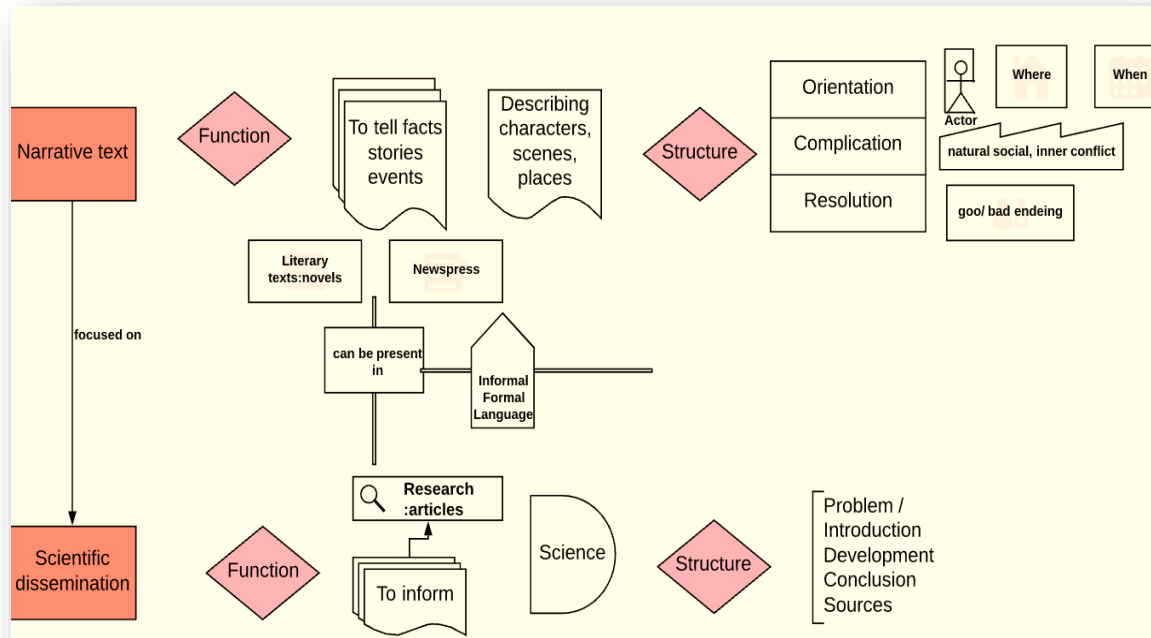 Narrative text
Function
To tell facts
stories
events
Describing
characters,
scenes,
places
Structure
Orientation
Complication
Resolution
Actor
Where
When
natural social, inner conflict
goo/ bad endeing
Literary
texts:novels
Newspress
focused on
can be present
in
Informal
Formal
Language
Scientific
dissemination
Function
Research
:articles
To inform
Science
Structure
Problem /
Introduction
Development
Conclusion
Sources